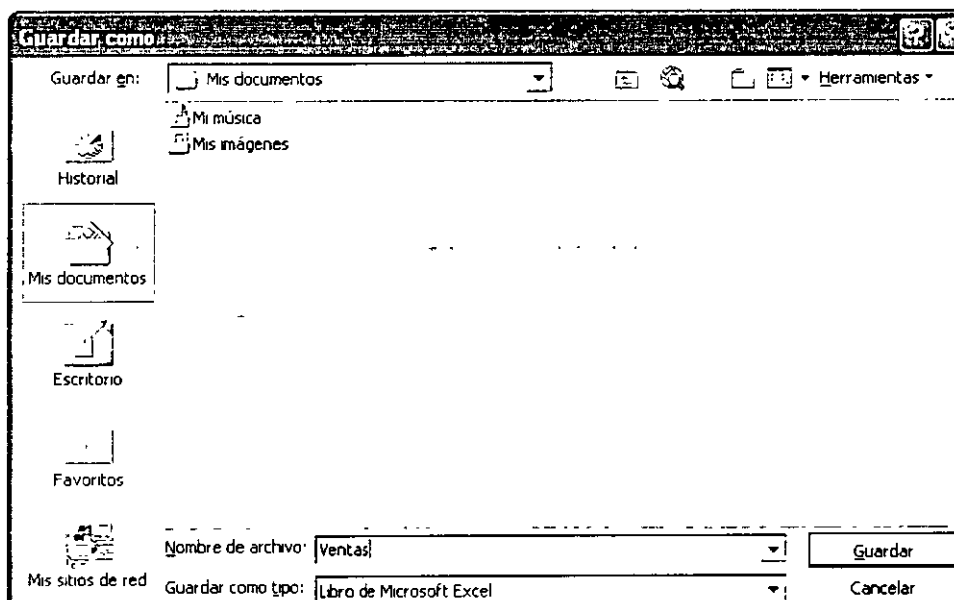 Guardar como
Guardar en: Mis documentos Herramientas
Mi música
Mis imágenes
Historial
Mis documentos
Escritorio
Favoritos
Mis sitios de red
Nombre de archivo: Ventas
Guardar
Guardar como tipo: Libro de Microsoft Excel
Cancelar